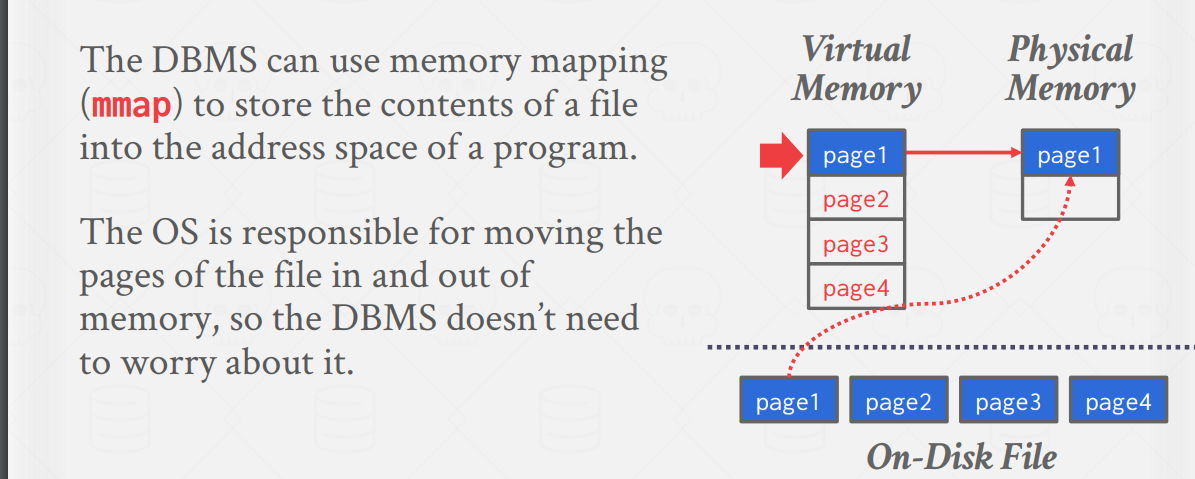 The DBMS can use memory mapping
(mmap) to store the contents of a file
into the address space of a program.
The OS is responsible for moving the
pages of the file in and out of
memory, so the DBMS doesn’t need
to worry about it.
Virtual
Memory
page1
page2
page3
page4
Physical
Memory
page1
page1
page2
page3
page4
On-Disk File